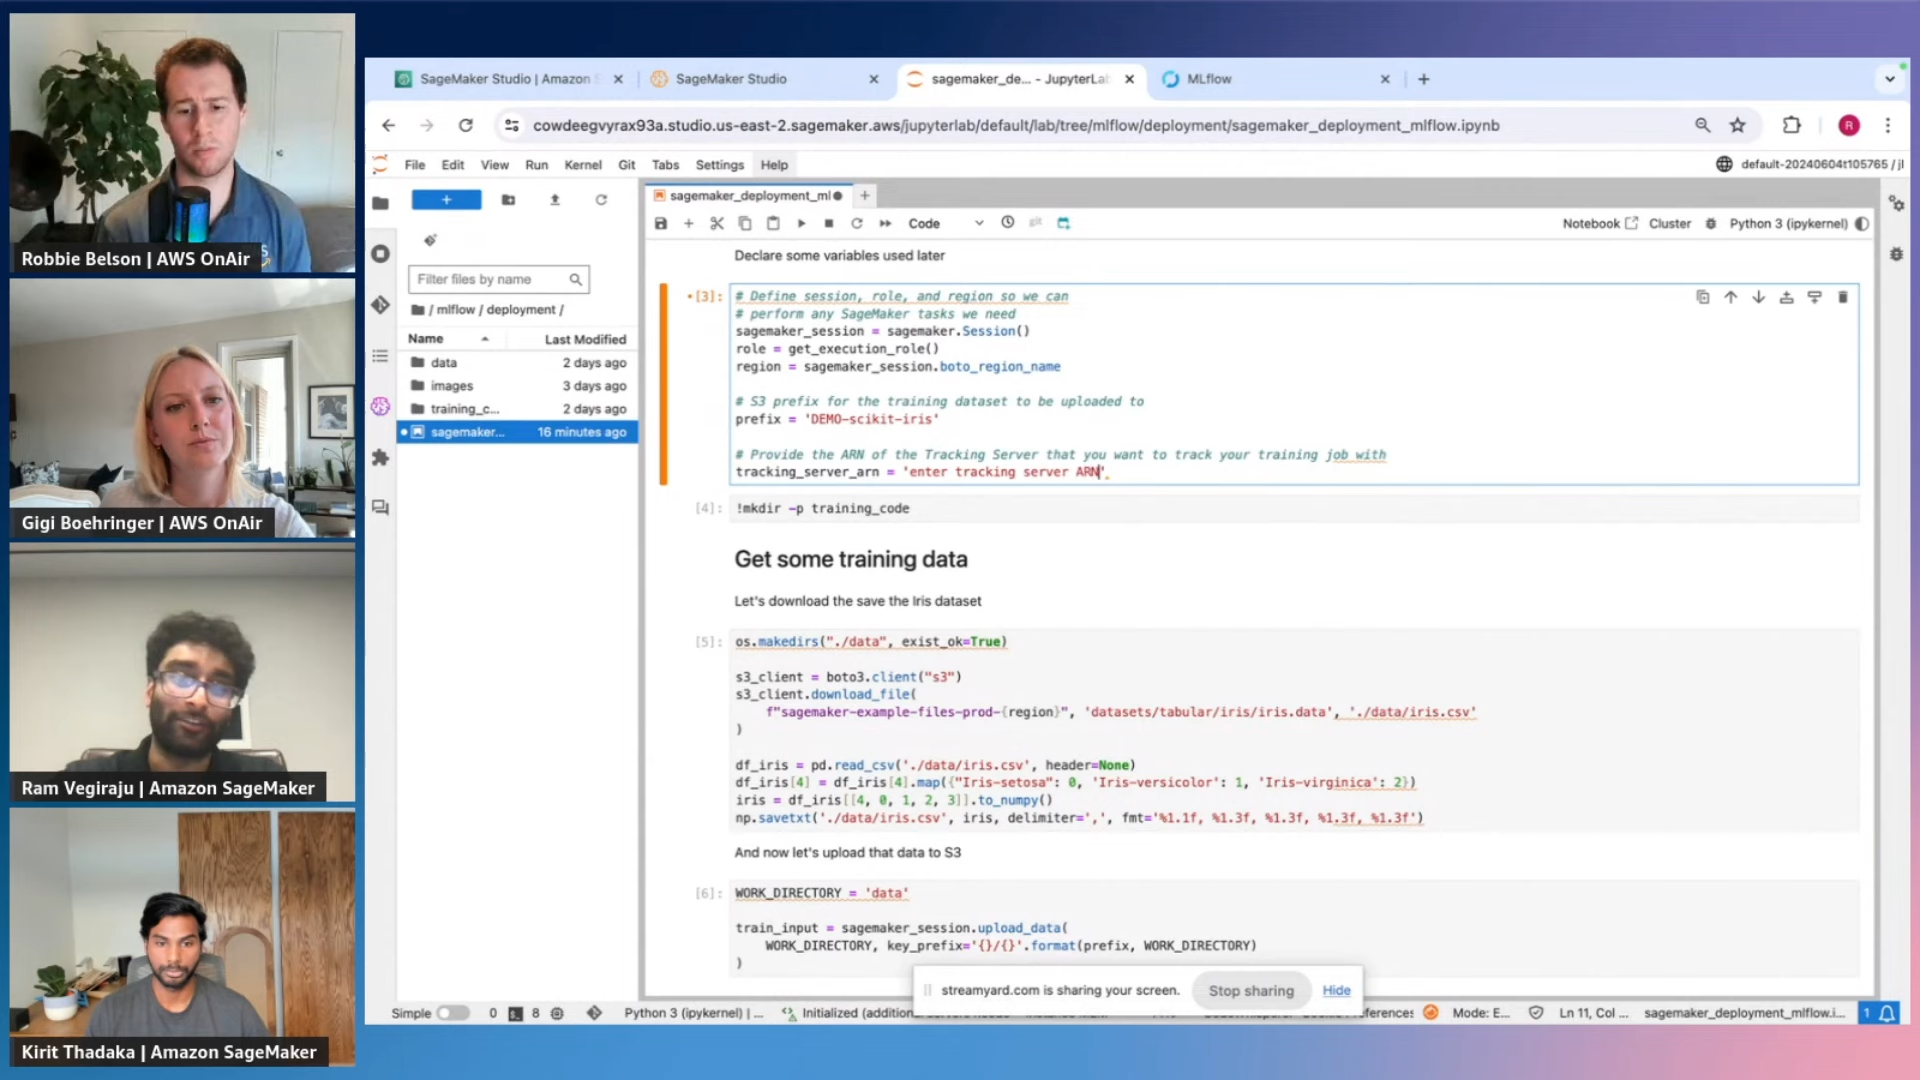 Robbie Belson | AWS OnAir
Gigi Boehringer | AWS OnAir
Ram Vegiraju | Amazon SageMaker
Kirit Thadaka | Amazon SageMaker
SageMaker Studio | Amazon S
SageMaker Studio
sagemaker_de... - JupyterLa
MLflow
cowdeegvyrax93a.studio.us-east-2.sagemaker.aws/jupyterlab/default/lab/tree/mlflow/deployment/sagemaker_deployment_mlflow.ipynb
R
File Edit View Run Kernel Git Tabs Settings Help
default-20240604t105765 / jl
sagemaker_deployment_ml
Code
git
Notebook Cluster Python 3 (ipykernel)
Filter files by name
/ mlflow / deployment /
Name Last Modified
data 2 days ago
images 3 days ago
training_c... 2 days ago
sagemaker... 16 minutes ago
Declare some variables used later
[3]: # Define session, role, and region so we can
# perform any SageMaker tasks we need
sagemaker_session = sagemaker.Session()
role = get_execution_role()
region = sagemaker_session.boto_region_name
# S3 prefix for the training dataset to be uploaded to
prefix = 'DEMO-scikit-iris'
# Provide the ARN of the Tracking Server that you want to track your training job with
tracking_server_arn = 'enter tracking server ARN'
[4]: !mkdir -p training_code
Get some training data
Let's download the save the Iris dataset
[5]: os.makedirs("./data", exist_ok=True)
s3_client = boto3.client("s3")
s3_client.download_file(
f"sagemaker-example-files-prod-{region}", 'datasets/tabular/iris/iris.data', './data/iris.csv'
)
df_iris = pd.read_csv('./data/iris.csv', header=None)
df_iris[4] = df_iris[4].map({"Iris-setosa": 0, 'Iris-versicolor': 1, 'Iris-virginica': 2})
iris = df_iris[[4, 0, 1, 2, 3]].to_numpy()
np.savetxt('./data/iris.csv', iris, delimiter=',', fmt='%1.1f, %1.3f, %1.3f, %1.3f, %1.3f')
And now let's upload that data to S3
[6]: WORK_DIRECTORY = 'data'
train_input = sagemaker_session.upload_data(
WORK_DIRECTORY, key_prefix='{}/{}'.format(prefix, WORK_DIRECTORY)
)
streamyard.com is sharing your screen. Stop sharing Hide
Simple 0 8 Python 3 (ipykernel) | ... Initialized (addition Mode: E... Ln 11, Col ... sagemaker_deployment_mlflow.i... 1